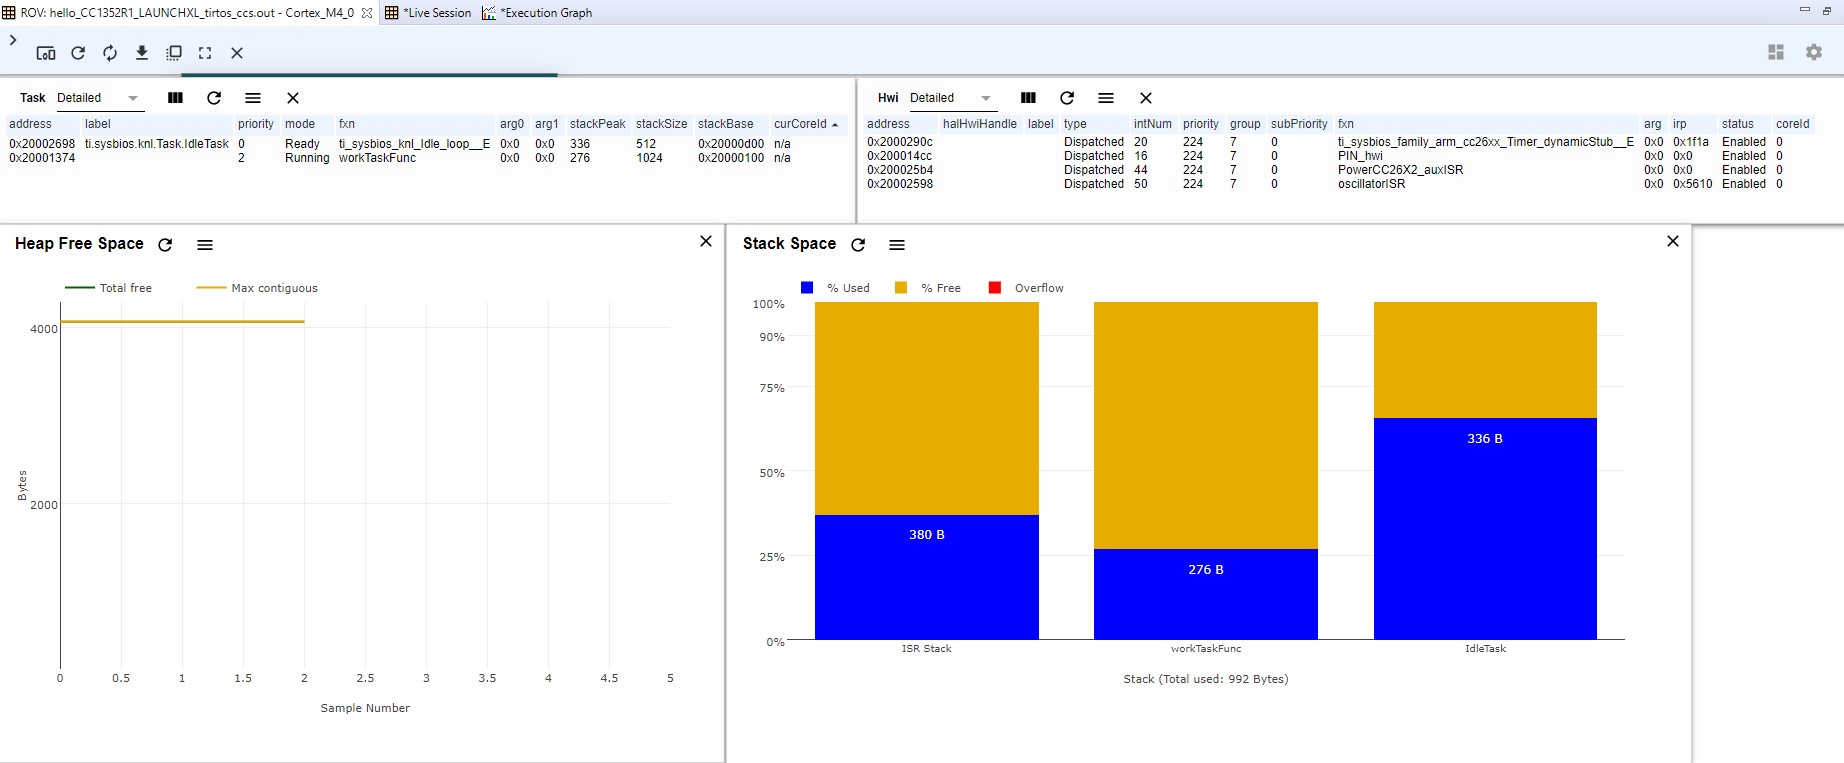 ROV: hello_CC1352R1_LAUNCHXL_tirtos_ccs.out - Cortex_M4_0 *Live Session *Execution Graph
Task Detailed
address label priority mode fxn arg0 arg1 stackPeak stackSize stackBase curCoreId
0x20002698 ti.sysbios.knl.Task.IdleTask 0 Ready ti_sysbios_knl_Idle_loop__E 0x0 0x0 336 512 0x20000d00 n/a
0x20001374 2 Running workTaskFunc 0x0 0x0 276 1024 0x20000100 n/a
Hwi Detailed
address halHwiHandle label type intNum priority group subPriority fxn arg irp status coreId
0x2000290c Dispatched 20 224 7 0 ti_sysbios_family_arm_cc26xx_Timer_dynamicStub__E 0x0 0x1f1a Enabled 0
0x200014cc Dispatched 16 224 7 0 PIN_hwi 0x0 0x0 Enabled 0
0x200025b4 Dispatched 44 224 7 0 PowerCC26X2_auxISR 0x0 0x0 Enabled 0
0x20002598 Dispatched 50 224 7 0 oscillatorISR 0x0 0x5610 Enabled 0
Heap Free Space
Total free Max contiguous
4000
2000
Bytes
0 0.5 1 1.5 2 2.5 3 3.5 4 4.5 5
Sample Number
Stack Space
% Used % Free Overflow
100%
90%
75%
50%
25%
0%
380 B
276 B
336 B
ISR Stack workTaskFunc IdleTask
Stack (Total used: 992 Bytes)